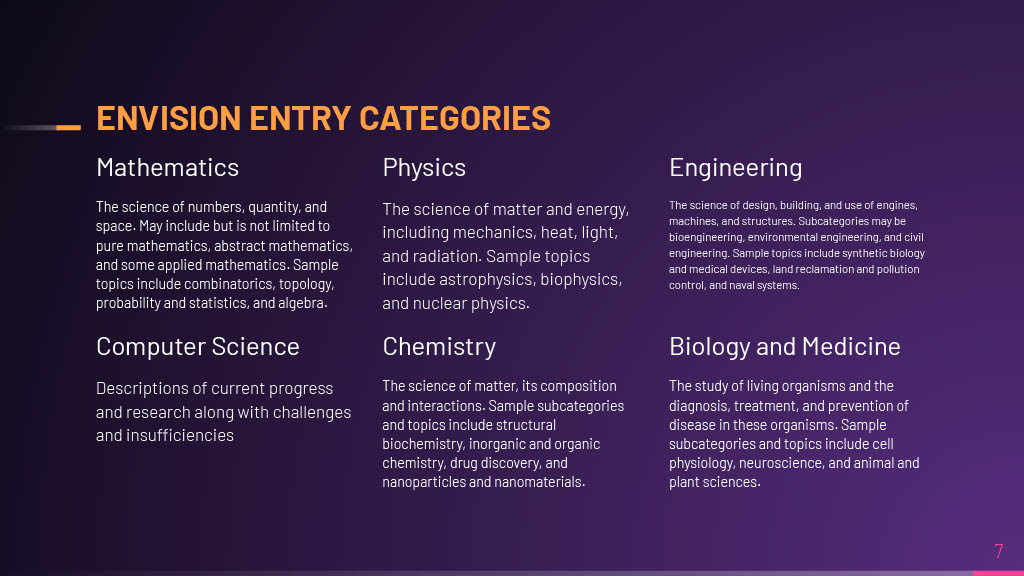 ENVISION ENTRY CATEGORIES
Mathematics
The science of numbers, quantity, and
space. May include but is not limited to
pure mathematics, abstract mathematics,
and some applied mathematics. Sample
topics include combinatorics, topology,
probability and statistics, and algebra.
Physics
The science of matter and energy,
including mechanics, heat, light,
and radiation. Sample topics
include astrophysics, biophysics,
and nuclear physics.
Engineering
The science of design, building, and use of engines,
machines, and structures. Subcategories may be
bioengineering, environmental engineering, and civil
engineering. Sample topics include synthetic biology
and medical devices, land reclamation and pollution
control, and naval systems.
Computer Science
Descriptions of current progress
and research along with challenges
and insufficiencies
Chemistry
The science of matter, its composition
and interactions. Sample subcategories
and topics include structural
biochemistry, inorganic and organic
chemistry, drug discovery, and
nanoparticles and nanomaterials.
Biology and Medicine
The study of living organisms and the
diagnosis, treatment, and prevention of
disease in these organisms. Sample
subcategories and topics include cell
physiology, neuroscience, and animal and
plant sciences.
7